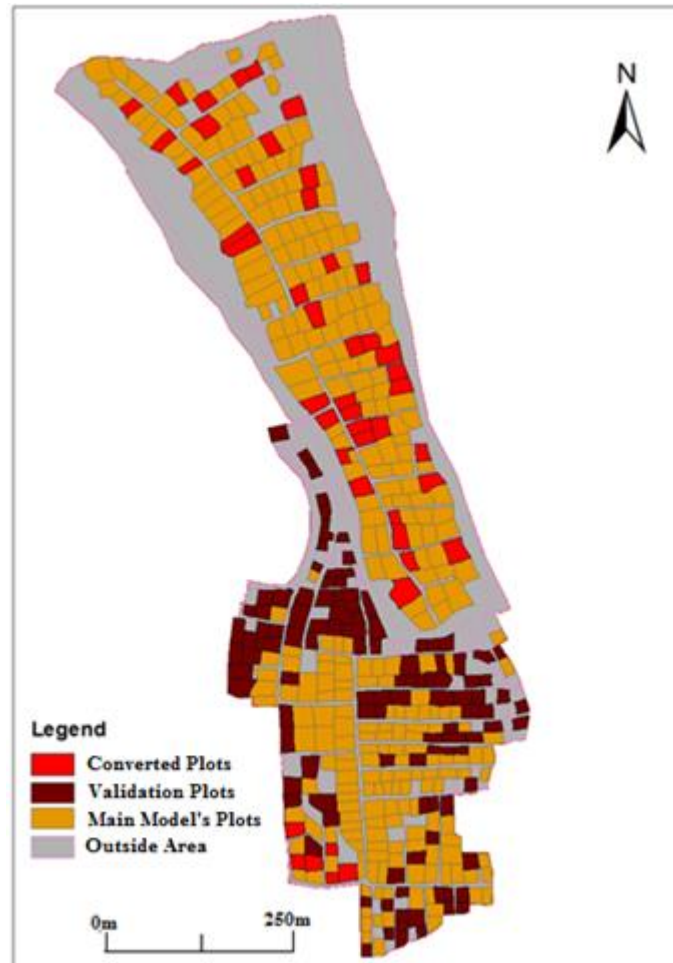 N
Legend
Converted Plots
Validation Plots
Main Model's Plots
Outside Area
0m 250m